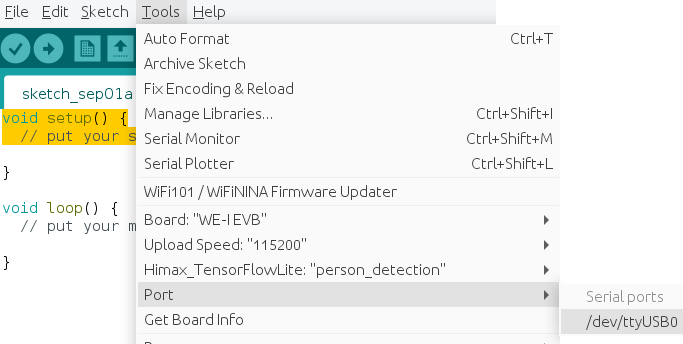 File Edit Sketch Tools Help
Auto Format Ctrl+T
Archive Sketch
Fix Encoding & Reload
Manage Libraries... Ctrl+Shift+I
Serial Monitor Ctrl+Shift+M
Serial Plotter Ctrl+Shift+L
WiFi101 / WiFiNINA Firmware Updater
Board: "WE-I EVB"
Upload Speed: "115200"
Himax_TensorFlowLite: "person_detection"
Port
Get Board Info
Serial ports
/dev/ttyUSB0
sketch_sep01a
void setup() {
// put your s
}
void loop() {
// put your m
}